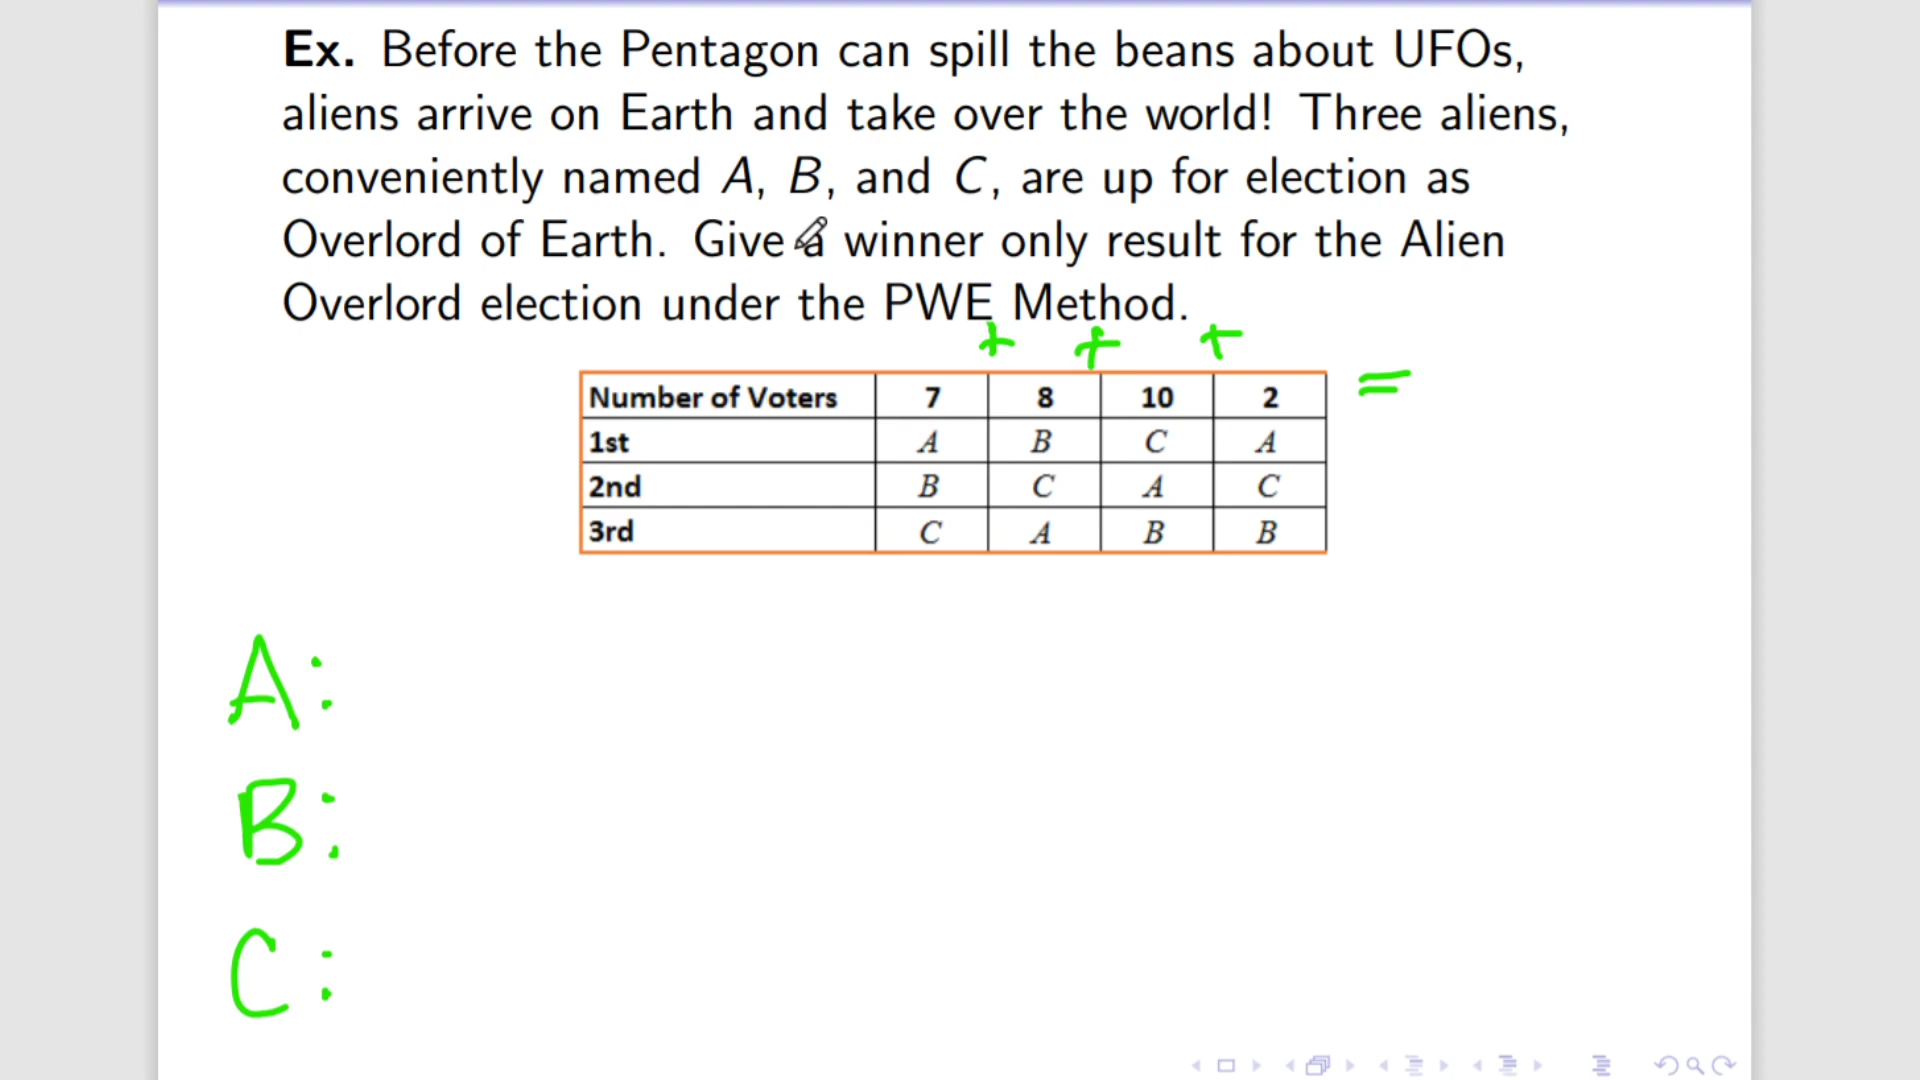 Ex. Before the Pentagon can spill the beans about UFOs,
aliens arrive on Earth and take over the world! Three aliens,
conveniently named A, B, and C, are up for election as
Overlord of Earth. Give a winner only result for the Alien
Overlord election under the PWE Method.
+ + +
Number of Voters 7 8 10 2 =
1st A B C A
2nd B C A C
3rd C A B B
A:
B:
C: